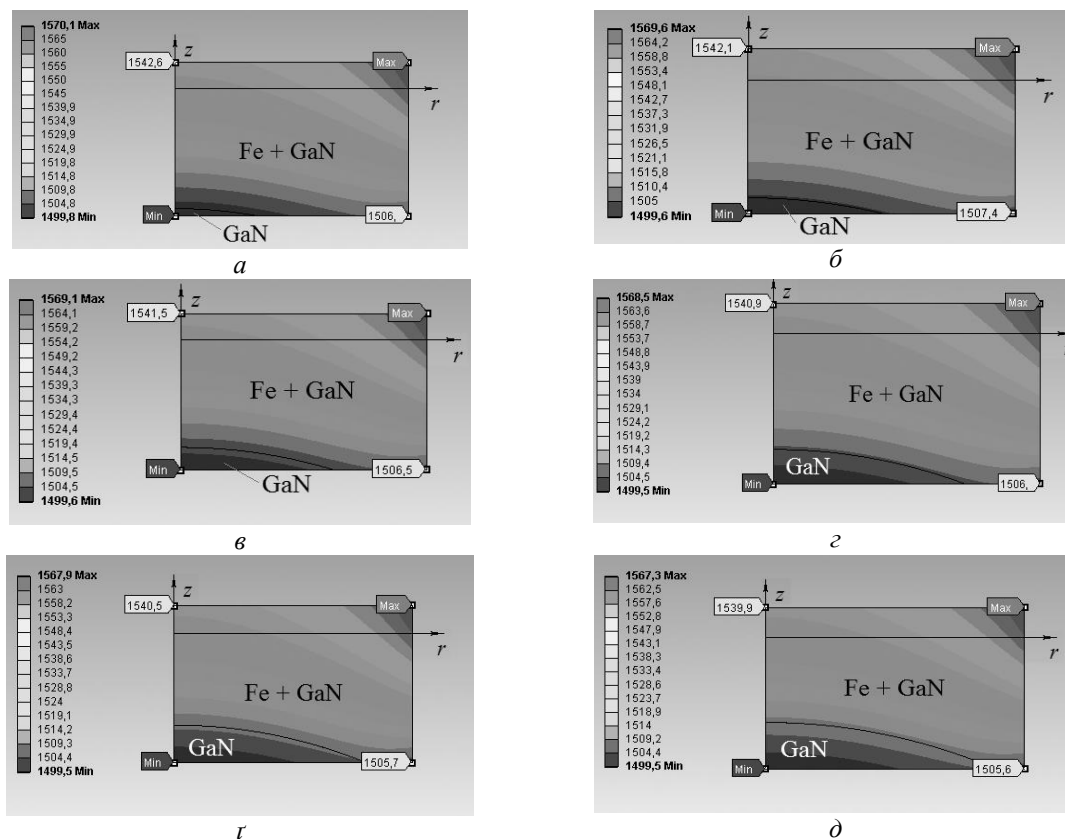 1570,1 Max
1565
1560
1555
1550
1545
1539,9
1534,9
1529,9
1524,9
1519,8
1514,8
1509,8
1504,8
1499,8 Min
1542,6
z
Max
r
Fe + GaN
Min
1506,
GaN
а
1569,6 Max
1564,2
1558,8
1553,4
1548,1
1542,7
1537,3
1531,9
1526,5
1521,1
1515,8
1510,4
1505
1499,6 Min
1542,1
z
Max
r
Fe + GaN
Min
1507,4
GaN
б
1569,1 Max
1564,1
1559,2
1554,2
1549,2
1544,3
1539,3
1534,3
1529,4
1524,4
1519,4
1514,5
1509,5
1504,5
1499,6 Min
1541,5
z
Max
r
Fe + GaN
Min
1506,5
GaN
в
1568,5 Max
1563,6
1558,7
1553,7
1548,8
1543,9
1539
1534
1529,1
1524,2
1519,2
1514,3
1509,4
1504,5
1499,5 Min
1540,9
z
Max
Fe + GaN
GaN
Min
1506,
г
1567,9 Max
1563
1558,2
1553,3
1548,4
1543,5
1538,6
1533,7
1528,8
1524
1519,1
1514,2
1509,3
1504,4
1499,5 Min
1540,5
z
Max
r
Fe + GaN
GaN
Min
1505,7
ґ
1567,3 Max
1562,5
1557,6
1552,8
1547,9
1543,1
1538,3
1533,4
1528,6
1523,7
1518,9
1514
1509,2
1504,4
1499,5 Min
1539,9
z
Max
r
Fe + GaN
GaN
Min
1505,6
д